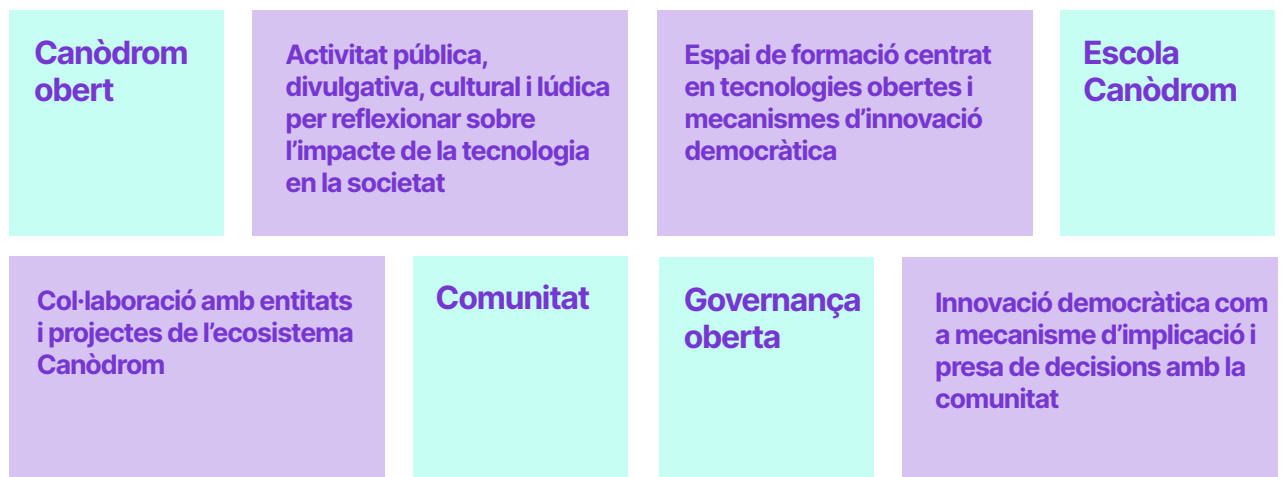 Canòdrom
obert
Activitat pública,
divulgativa, cultural i lúdica
per reflexionar sobre
l’impacte de la tecnologia
en la societat
Espai de formació centrat
en tecnologies obertes i
mecanismes d’innovació
democràtica
Escola
Canòdrom
Col·laboració amb entitats
i projectes de l’ecosistema
Canòdrom
Comunitat
Governança
oberta
Innovació democràtica com
a mecanisme d’implicació i
presa de decisions amb la
comunitat